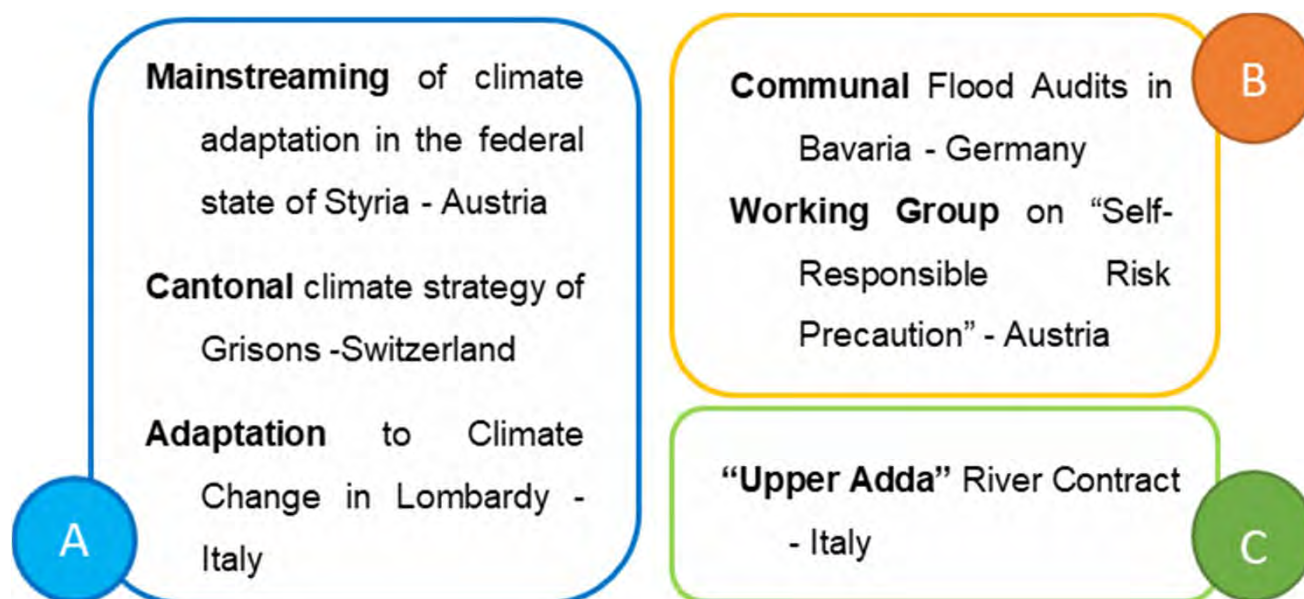 Mainstreaming of climate
adaptation in the federal
state of Styria - Austria
Cantonal climate strategy of
Grisons -Switzerland
Adaptation to Climate
Change in Lombardy -
Italy
A
Communal Flood Audits in
Bavaria - Germany
Working Group on “Self-
Responsible Risk
Precaution” - Austria
B
“Upper Adda” River Contract
- Italy
C